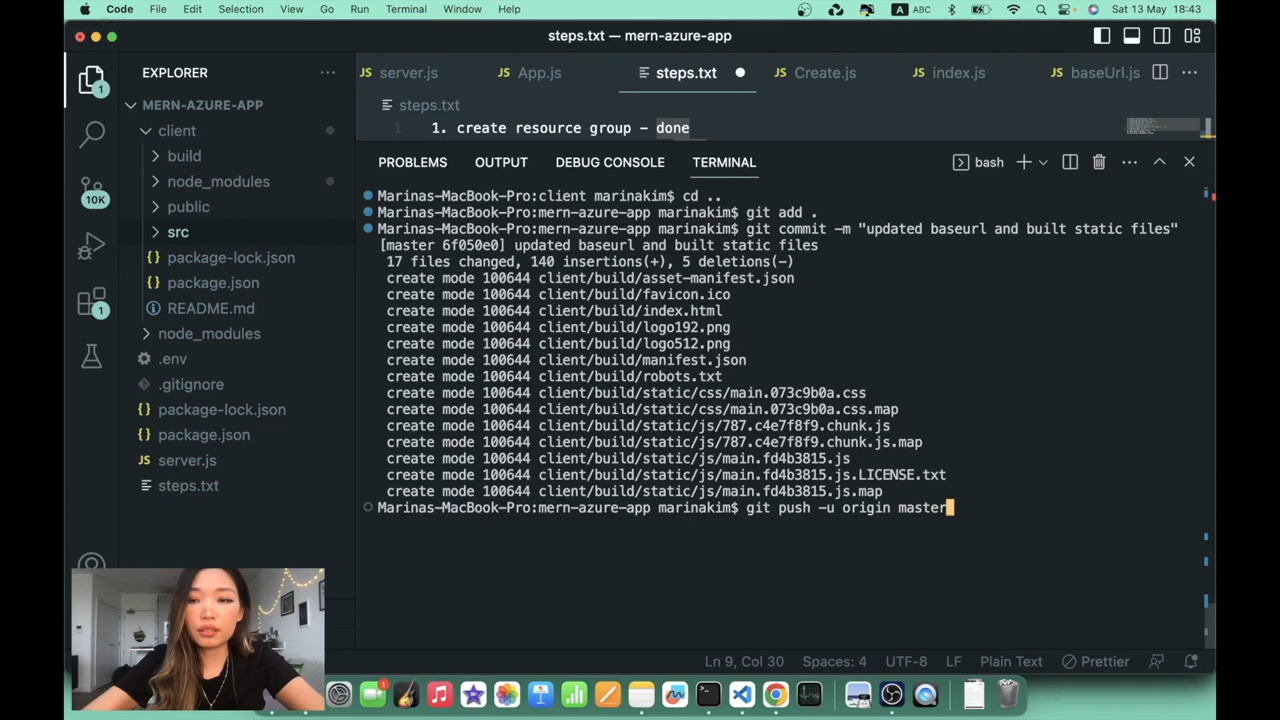 Code File Edit Selection View Go Run Terminal Window Help A ABC Sat 13 May 18:43
steps.txt — mern-azure-app
EXPLORER
JS server.js
JS App.js
steps.txt
JS Create.js
JS index.js
JS baseUrl.js
steps.txt
1 1. create resource group - done
1
10K
1
MERN-AZURE-APP
client
build
node_modules
public
src
{} package-lock.json
{} package.json
README.md
node_modules
.env
.gitignore
{} package-lock.json
{} package.json
JS server.js
steps.txt
PROBLEMS OUTPUT DEBUG CONSOLE TERMINAL bash
Marinas-MacBook-Pro:client marinakim$ cd ..
Marinas-MacBook-Pro:mern-azure-app marinakim$ git add .
Marinas-MacBook-Pro:mern-azure-app marinakim$ git commit -m "updated baseurl and built static files"
[master 6f050e0] updated baseurl and built static files
17 files changed, 140 insertions(+), 5 deletions(-)
create mode 100644 client/build/asset-manifest.json
create mode 100644 client/build/favicon.ico
create mode 100644 client/build/index.html
create mode 100644 client/build/logo192.png
create mode 100644 client/build/logo512.png
create mode 100644 client/build/manifest.json
create mode 100644 client/build/robots.txt
create mode 100644 client/build/static/css/main.073c9b0a.css
create mode 100644 client/build/static/css/main.073c9b0a.css.map
create mode 100644 client/build/static/js/787.c4e7f8f9.chunk.js
create mode 100644 client/build/static/js/787.c4e7f8f9.chunk.js.map
create mode 100644 client/build/static/js/main.fd4b3815.js
create mode 100644 client/build/static/js/main.fd4b3815.js.LICENSE.txt
create mode 100644 client/build/static/js/main.fd4b3815.js.map
Marinas-MacBook-Pro:mern-azure-app marinakim$ git push -u origin master
Ln 9, Col 30 Spaces: 4 UTF-8 LF Plain Text Prettier
1